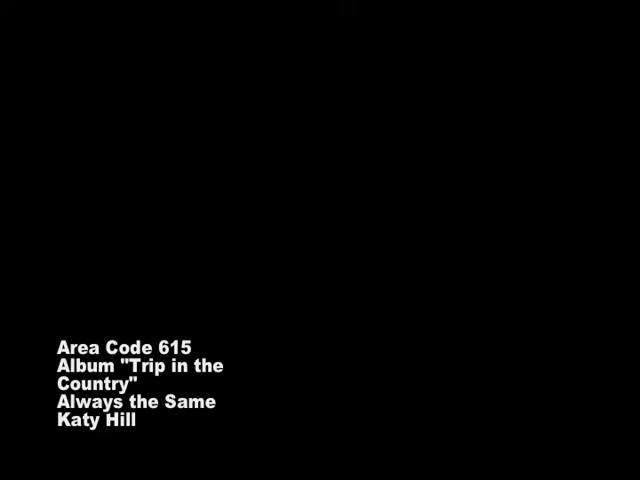 Area Code 615
Album "Trip in the
Country"
Always the Same
Katy Hill